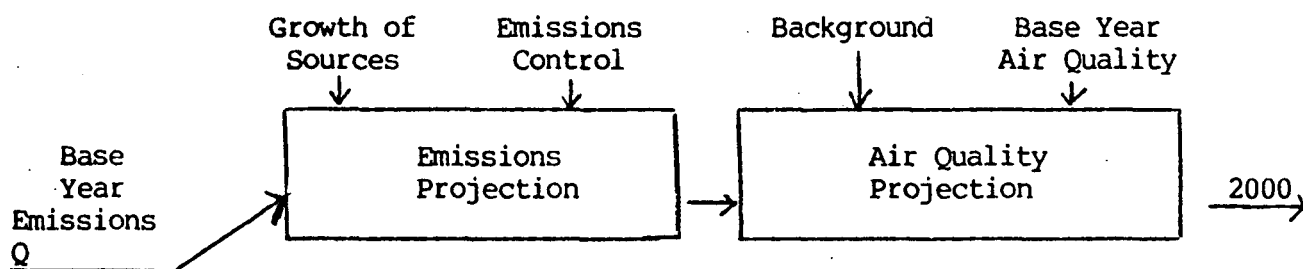 Growth of
Sources
Emissions
Control
Background
Base Year
Air Quality
Base
Year
Emissions
Q
Emissions
Projection
Air Quality
Projection
2000